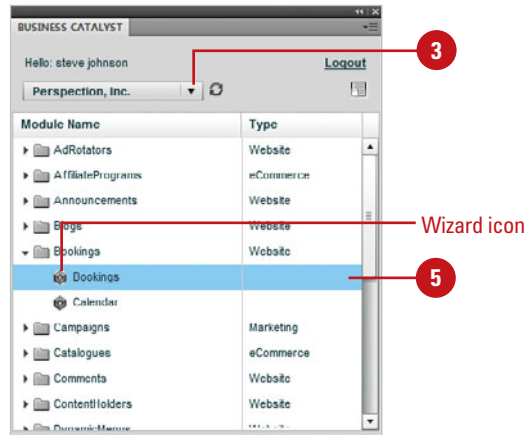 BUSINESS CATALYST
Hello: steve johnson Logout
3
Perspection, Inc.
Module Name Type
AdRotators Website
AffiliatePrograms eCommerce
Announcements Website
Blogs Website
Wizard icon
Bookings Website
Bookings
5
Calendar
Campaigns Marketing
Catalogues eCommerce
Comments Website
ContentHolders Website
DynamicMenus